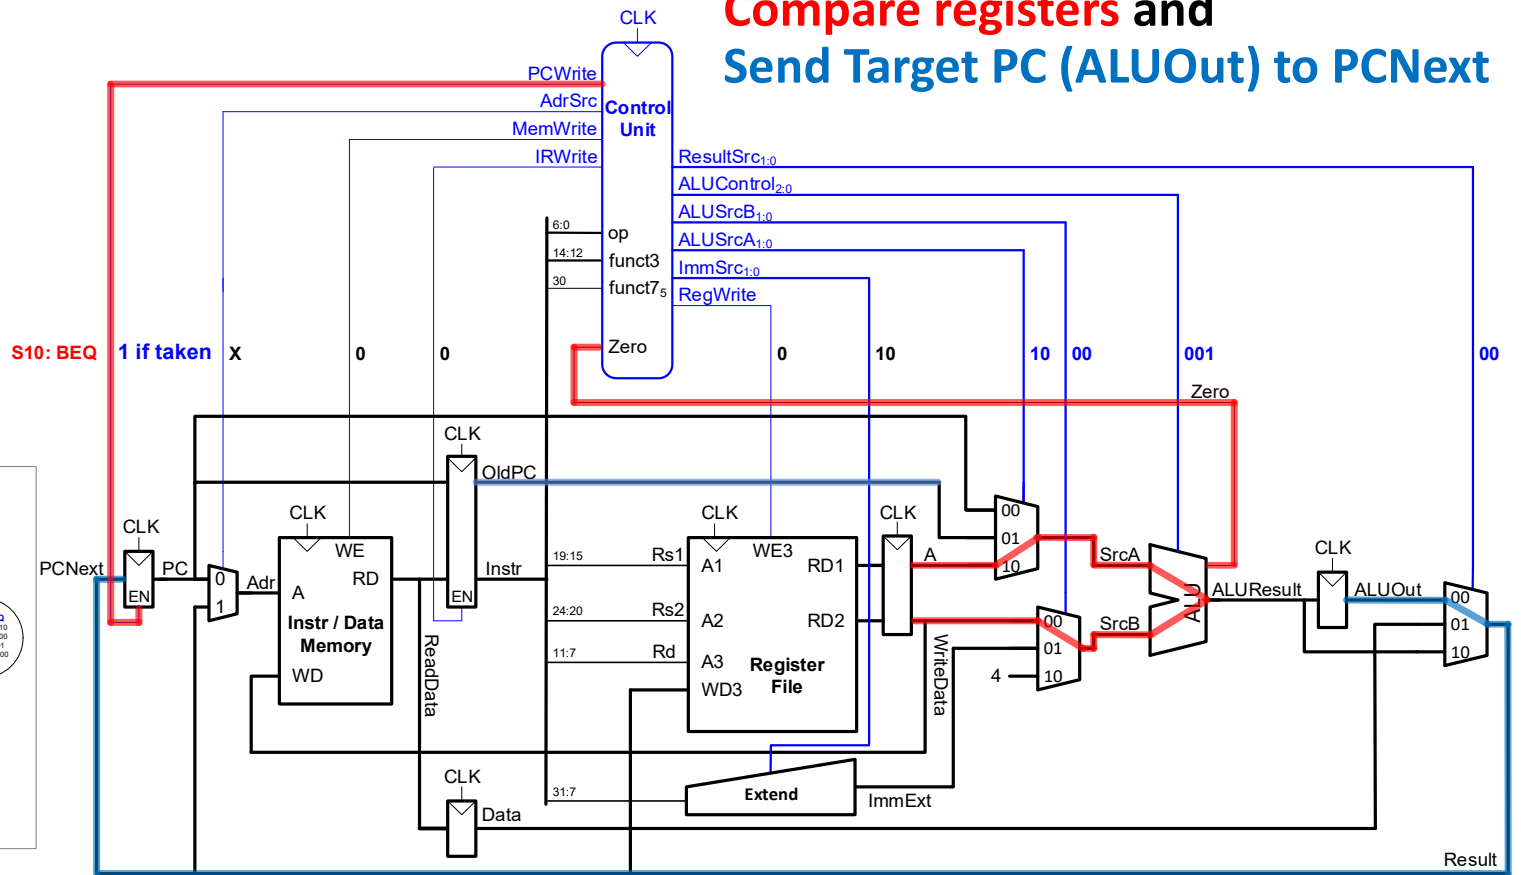 Compare registers and
Send Target PC (ALUOut) to PCNext
CLK
PCWrite
AdrSrc
MemWrite
IRWrite
Control
Unit
ResultSrc1:0
ALUControl2:0
ALUSrcB1:0
ALUSrcA1:0
ImmSrc1:0
RegWrite
6:0
op
14:12
funct3
30
funct75
Zero
S10: BEQ
1 if taken
X
0
0
0
10
10
00
001
00
Zero
CLK
OldPC
CLK
CLK
CLK
CLK
CLK
PCNext
EN
PC
0
1
Adr
WE
RD
A
Instr / Data
Memory
WD
EN
Instr
ReadData
19:15
Rs1
24:20
Rs2
11:7
Rd
31:7
A1
A2
A3
WD3
WE3
RD1
RD2
Register
File
A
WriteData
00
01
10
00
01
10
4
SrcA
SrcB
ALU
ALUResult
ALUOut
00
01
10
CLK
Data
Extend
ImmExt
Result